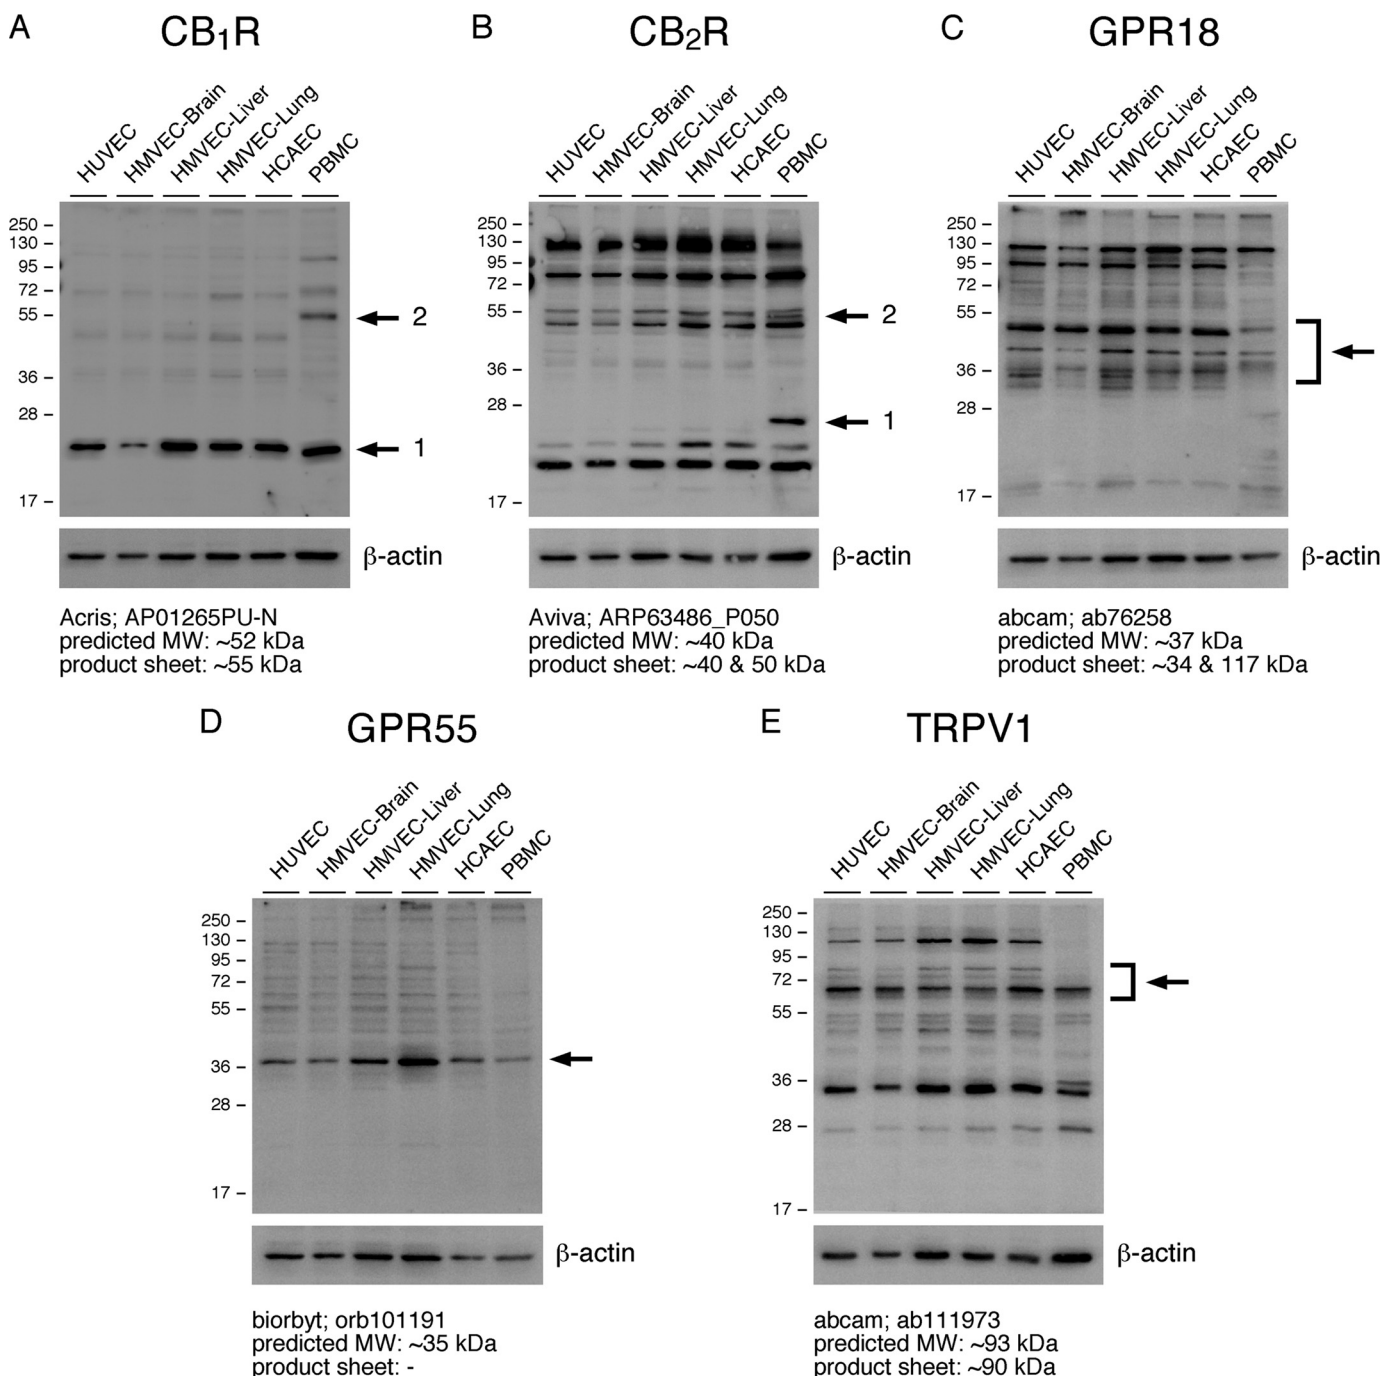 A
CB₁R
HUVEC
HMVEC-Brain
HMVEC-Liver
HMVEC-Lung
HCAEC
PBMC
250 –
130 –
95 –
72 –
55 –
36 –
28 –
17 –
2
1
β-actin
Acris; AP01265PU-N
predicted MW: ~52 kDa
product sheet: ~55 kDa
B
CB₂R
HUVEC
HMVEC-Brain
HMVEC-Liver
HMVEC-Lung
HCAEC
PBMC
250 –
130 –
95 –
72 –
55 –
36 –
28 –
17 –
2
1
β-actin
Aviva; ARP63486_P050
predicted MW: ~40 kDa
product sheet: ~40 & 50 kDa
C
GPR18
HUVEC
HMVEC-Brain
HMVEC-Liver
HMVEC-Lung
HCAEC
PBMC
250 –
130 –
95 –
72 –
55 –
36 –
28 –
17 –
β-actin
abcam; ab76258
predicted MW: ~37 kDa
product sheet: ~34 & 117 kDa
D
GPR55
HUVEC
HMVEC-Brain
HMVEC-Liver
HMVEC-Lung
HCAEC
PBMC
250 –
130 –
95 –
72 –
55 –
36 –
28 –
17 –
β-actin
biorbyt; orb101191
predicted MW: ~35 kDa
product sheet: -
E
TRPV1
HUVEC
HMVEC-Brain
HMVEC-Liver
HMVEC-Lung
HCAEC
PBMC
250 –
130 –
95 –
72 –
55 –
36 –
28 –
17 –
β-actin
abcam; ab111973
predicted MW: ~93 kDa
product sheet: ~90 kDa